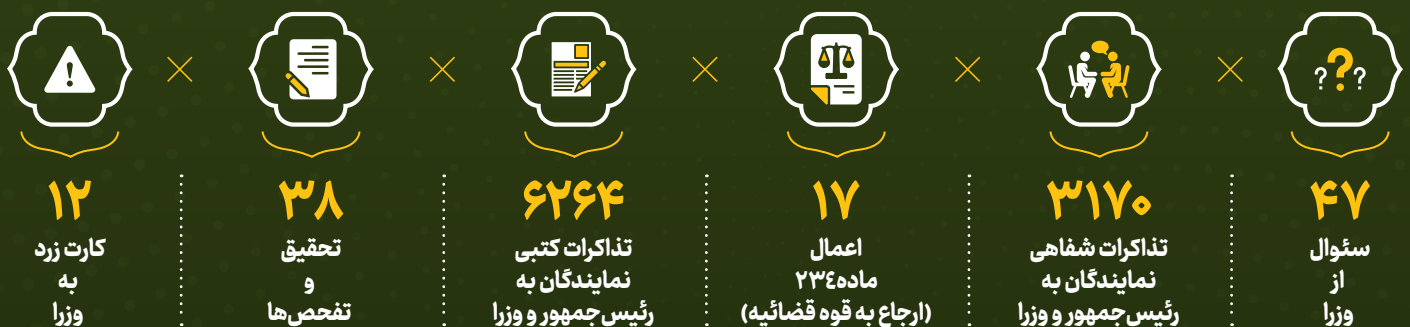 ۴۷
سئوال
از
وزرا
۳۱۷۰
تذاکرات شفاهی
نمایندگان به
رئیس‌جمهور و وزرا
۱۷
اعمال
ماده۲۳٤
(ارجاع به قوه قضائیه)
۶۲۶۴
تذاکرات کتبی
نمایندگان به
رئیس‌جمهور و وزرا
۳۸
تحقیق
و
تفحص‌ها
۱۲
کارت زرد
به
وزرا